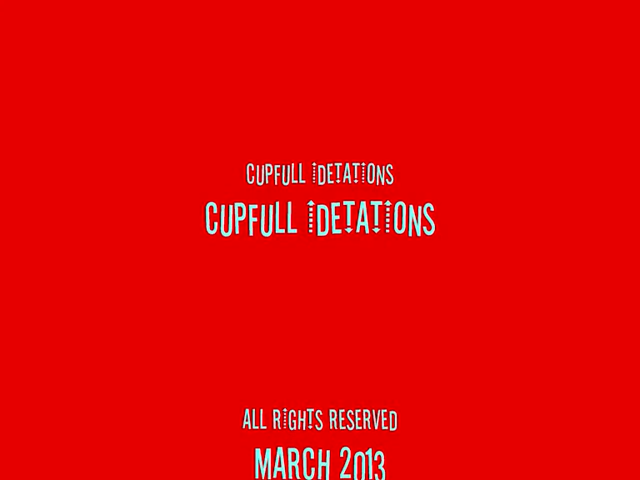 CUPFULL IDETATIONS
CUPFULL IDETATIONS
ALL RIGHTS RESERVED
MARCH 2013